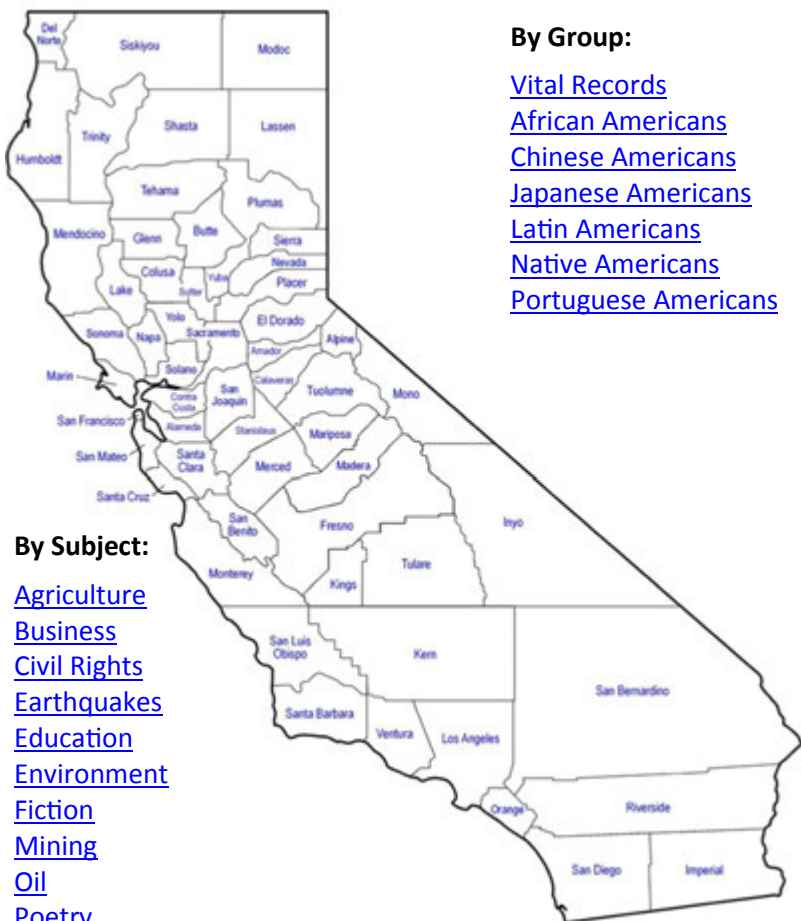 By Group:
Vital Records
African Americans
Chinese Americans
Japanese Americans
Latin Americans
Native Americans
Portuguese Americans
Del
Norte
Siskiyou
Modoc
Humboldt
Trinity
Shasta
Lassen
Tehama
Plumas
Mendocino
Glenn
Butte
Sierra
Nevada
Placer
Lake
Colusa
Sutter
Yuba
Sonoma
Napa
Yolo
Sacramento
El Dorado
Alpine
Amador
Solano
Calaveras
Marin
San Francisco
San Mateo
Santa Cruz
Contra
Costa
Alameda
San
Joaquin
Stanislaus
Tuolumne
Mono
Mariposa
Santa
Clara
Merced
Madera
San
Benito
Fresno
Inyo
Monterey
Kings
Tulare
San Luis
Obispo
Kern
San Bernardino
Santa Barbara
Ventura
Los Angeles
Orange
Riverside
San Diego
Imperial
By Subject:
Agriculture
Business
Civil Rights
Earthquakes
Education
Environment
Fiction
Mining
Oil
Poetry